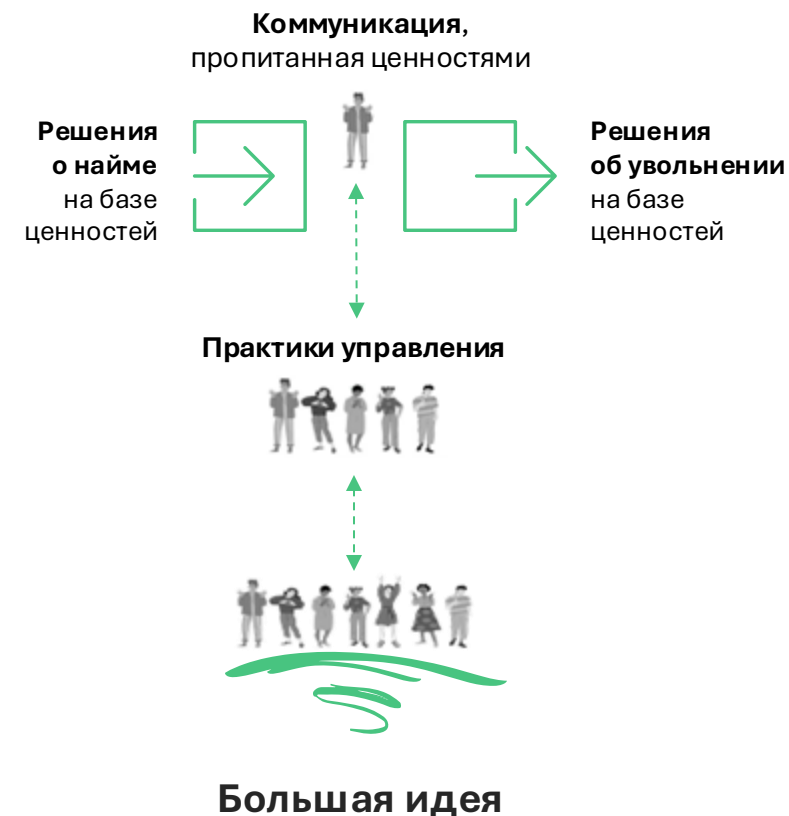 Коммуникация,
пропитанная ценностями
Решения
о найме
на базе
ценностей
Решения
об увольнении
на базе
ценностей
Практики управления
Большая идея